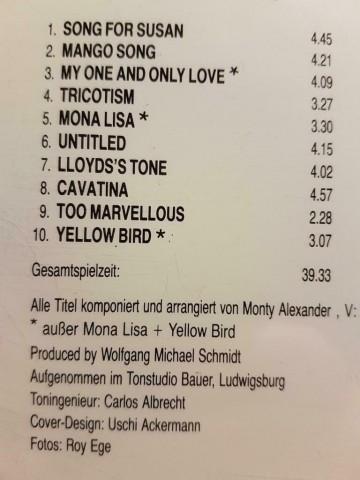 1. SONG FOR SUSAN 4.45
2. MANGO SONG 4.21
3. MY ONE AND ONLY LOVE * 4.09
4. TRICOTISM 3.27
5. MONA LISA * 3.30
6. UNTITLED 4.15
7. LLOYDS'S TONE 4.02
8. CAVATINA 4.57
9. TOO MARVELLOUS 2.28
10. YELLOW BIRD * 3.07
Gesamtspielzeit: 39.33
Alle Titel komponiert und arrangiert von Monty Alexander , V:
* außer Mona Lisa + Yellow Bird
Produced by Wolfgang Michael Schmidt
Aufgenommen im Tonstudio Bauer, Ludwigsburg
Toningenieur: Carlos Albrecht
Cover-Design: Uschi Ackermann
Fotos: Roy Ege